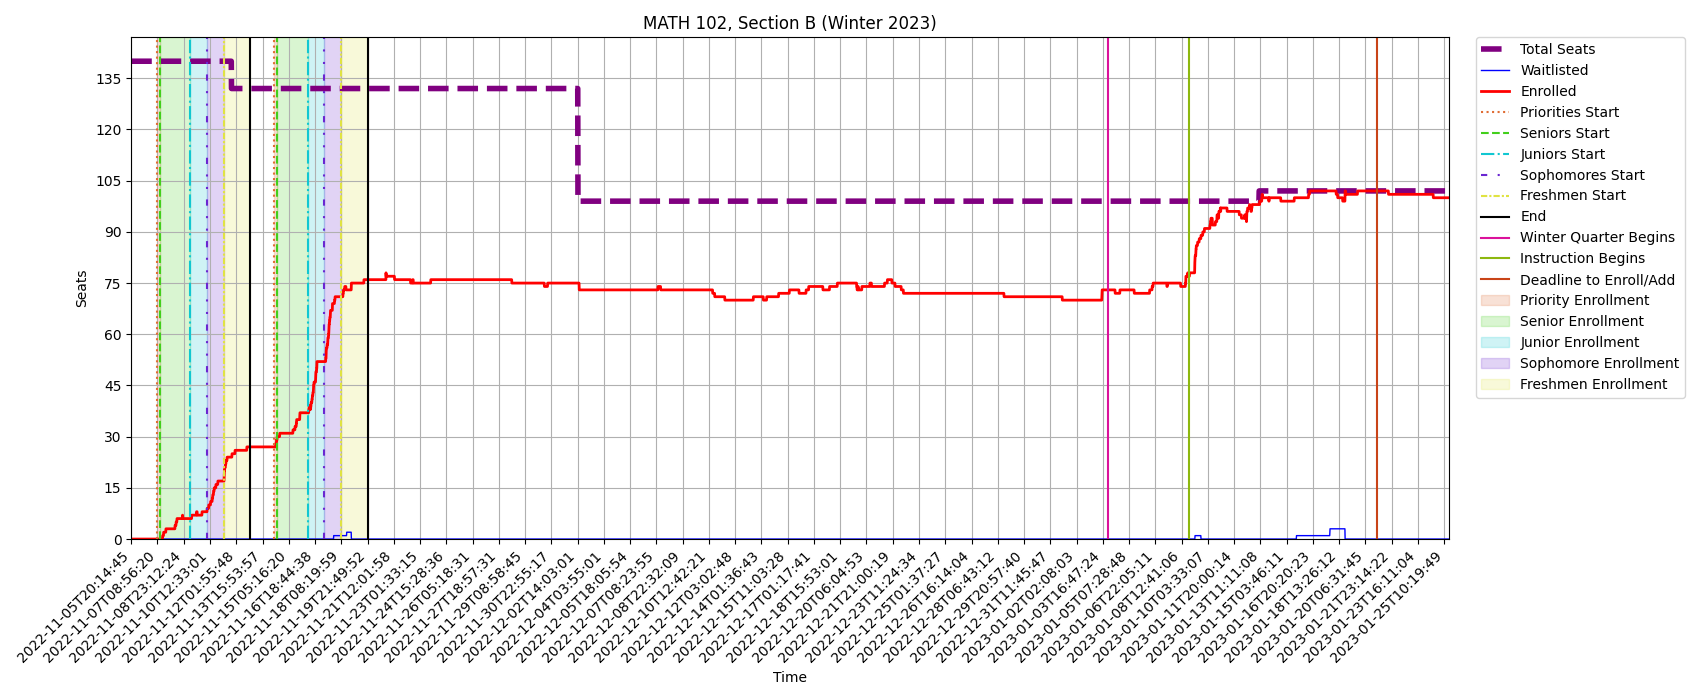 MATH 102, Section B (Winter 2023)
Seats
135
120
105
90
75
60
45
30
15
0
2022-11-05T20:14:45
2022-11-07T08:56:20
2022-11-08T23:12:24
2022-11-10T12:33:01
2022-11-12T01:55:48
2022-11-13T15:53:57
2022-11-15T05:16:20
2022-11-16T18:44:38
2022-11-18T08:19:59
2022-11-19T21:49:52
2022-11-21T12:01:58
2022-11-23T01:33:15
2022-11-24T15:28:36
2022-11-26T05:18:31
2022-11-27T18:57:31
2022-11-29T08:58:45
2022-11-30T22:55:17
2022-12-02T14:03:01
2022-12-04T03:55:01
2022-12-05T18:05:54
2022-12-07T08:23:55
2022-12-08T22:32:09
2022-12-10T12:42:21
2022-12-12T03:02:48
2022-12-14T01:36:43
2022-12-15T11:03:28
2022-12-17T01:17:41
2022-12-18T15:53:01
2022-12-20T06:04:53
2022-12-21T21:00:19
2022-12-23T11:24:34
2022-12-25T01:37:27
2022-12-26T16:14:04
2022-12-28T06:43:12
2022-12-29T20:57:40
2022-12-31T11:45:47
2023-01-02T02:08:03
2023-01-03T16:47:24
2023-01-05T07:28:48
2023-01-06T22:05:11
2023-01-08T12:41:06
2023-01-10T03:33:07
2023-01-11T20:00:14
2023-01-13T11:11:08
2023-01-15T03:46:11
2023-01-16T20:20:23
2023-01-18T13:26:12
2023-01-20T06:31:45
2023-01-21T23:14:22
2023-01-23T16:11:04
2023-01-25T10:19:49
Time
Total Seats
Waitlisted
Enrolled
Priorities Start
Seniors Start
Juniors Start
Sophomores Start
Freshmen Start
End
Winter Quarter Begins
Instruction Begins
Deadline to Enroll/Add
Priority Enrollment
Senior Enrollment
Junior Enrollment
Sophomore Enrollment
Freshmen Enrollment